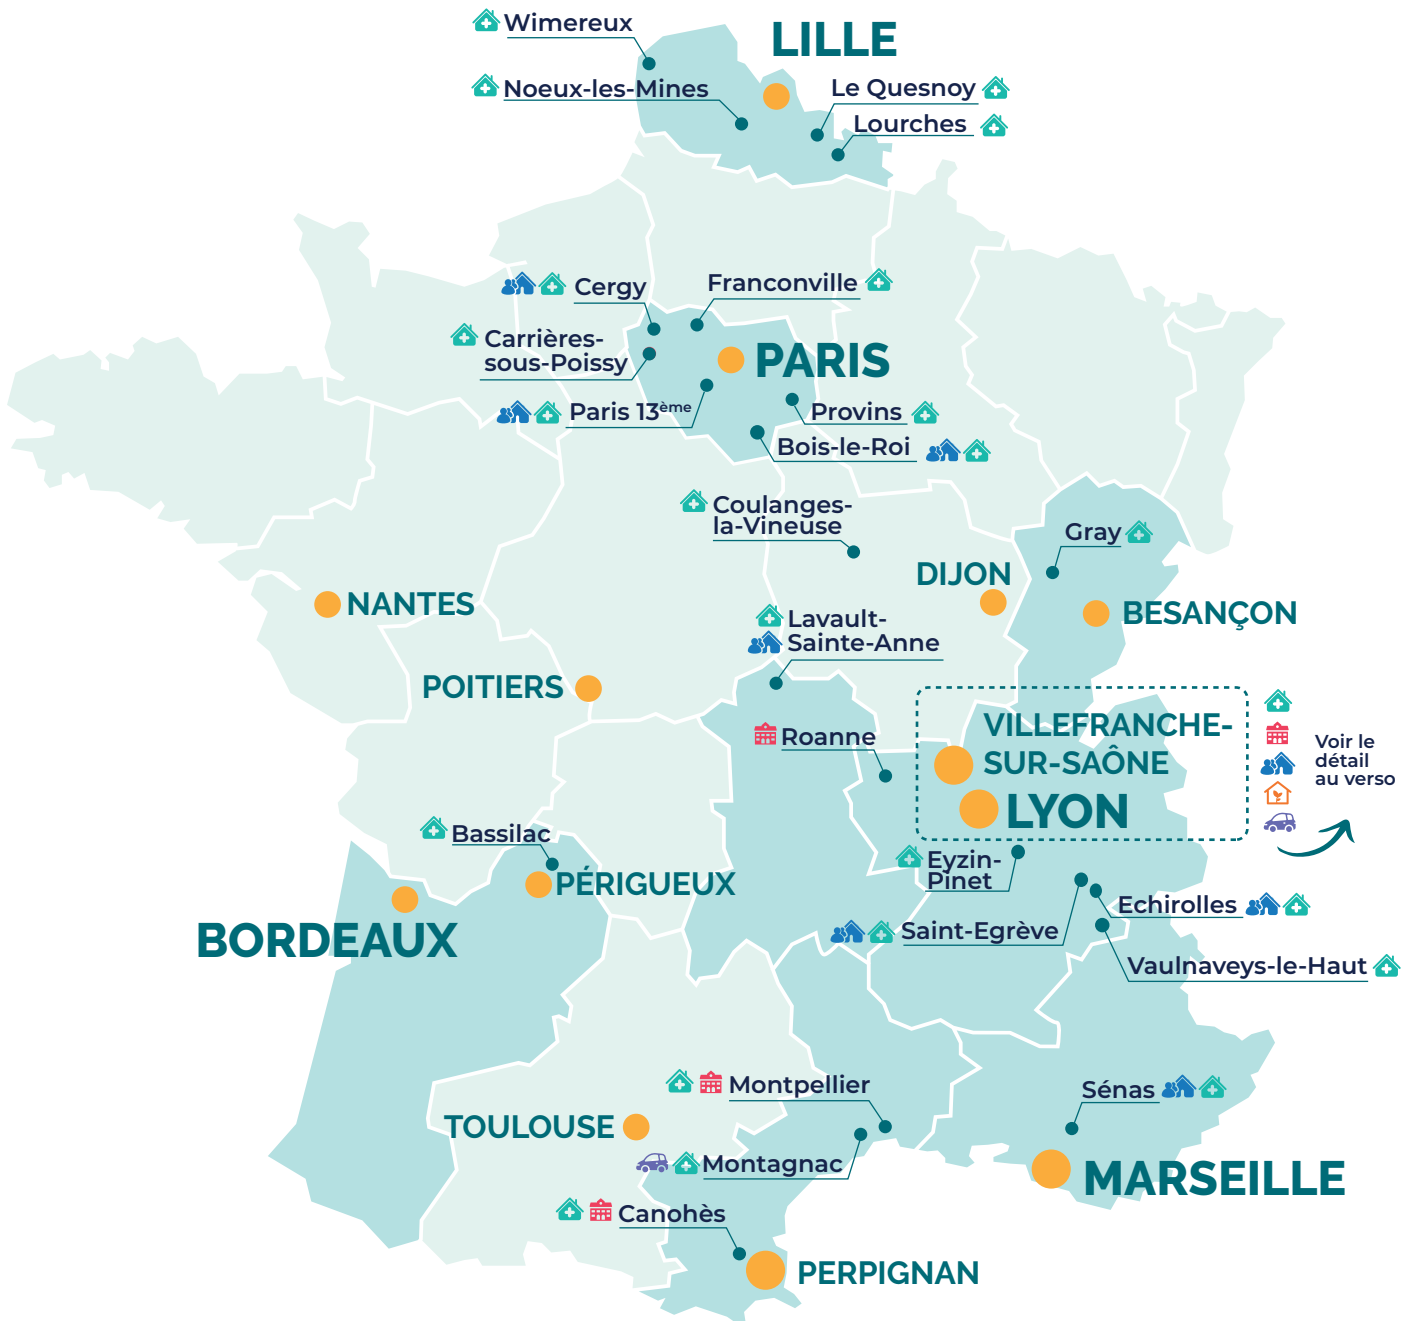 Wimereux
LILLE
Noeux-les-Mines
Le Quesnoy
Lourches
Cergy
Franconville
Carrières-
sous-Poissy
PARIS
Paris 13ème
Provins
Bois-le-Roi
Coulanges-
la-Vineuse
Gray
DIJON
NANTES
BESANÇON
Lavault-
Sainte-Anne
POITIERS
Roanne
VILLEFRANCHE-
SUR-SAÔNE
LYON
Voir le
détail
au verso
Bassilac
Eyzin-
Pinet
PÉRIGUEUX
Echirolles
BORDEAUX
Saint-Egrève
Vaulnaveys-le-Haut
Montpellier
Sénas
TOULOUSE
Montagnac
MARSEILLE
Canohès
PERPIGNAN